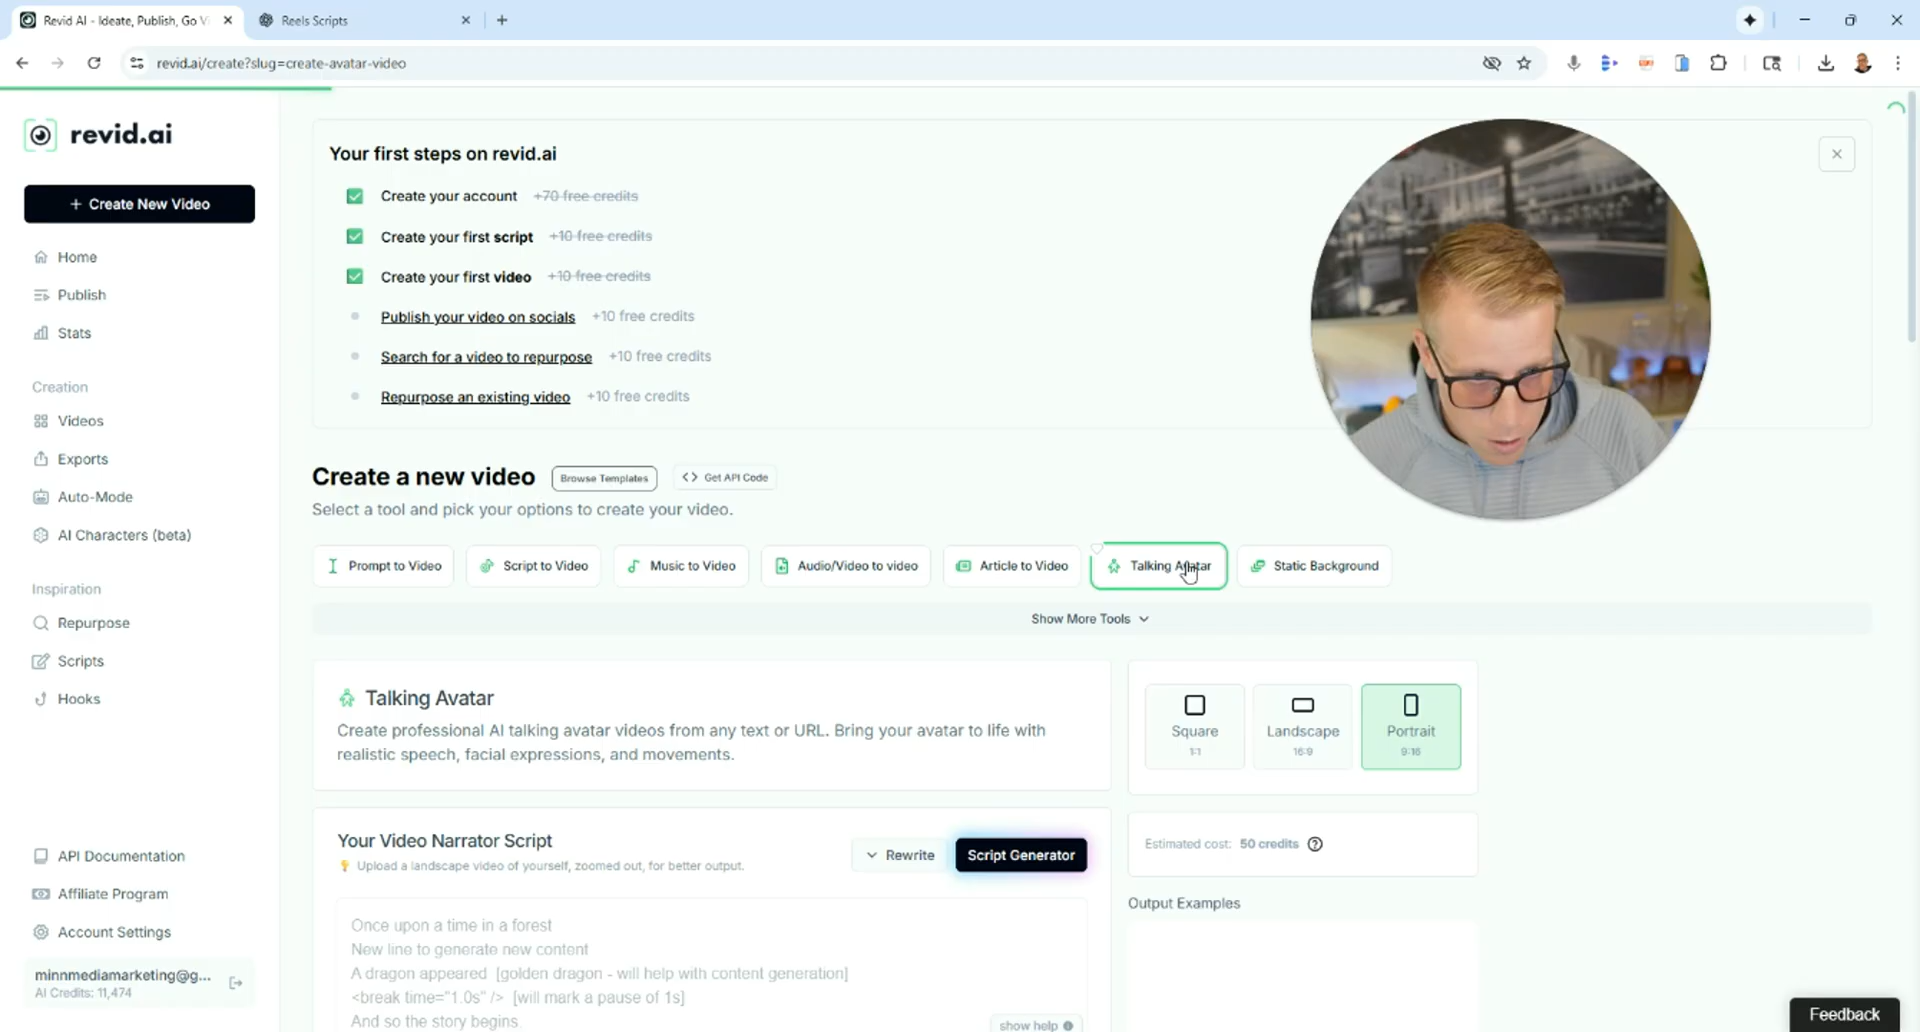 Revid AI - Ideate, Publish, Go Vi
Reels Scripts
revid.ai/create?slug=create-avatar-video
revid.ai
+ Create New Video
Home
Publish
Stats
Creation
Videos
Exports
Auto-Mode
AI Characters (beta)
Inspiration
Repurpose
Scripts
Hooks
API Documentation
Affiliate Program
Account Settings
minnmediamarketing@g...
AI Credits: 11,474
Your first steps on revid.ai
Create your account +70 free credits
Create your first script +10 free credits
Create your first video +10 free credits
Publish your video on socials +10 free credits
Search for a video to repurpose +10 free credits
Repurpose an existing video +10 free credits
Create a new video
Browse Templates
<> Get API Code
Select a tool and pick your options to create your video.
Prompt to Video
Script to Video
Music to Video
Audio/Video to video
Article to Video
Talking Avatar
Static Background
Show More Tools
Talking Avatar
Create professional AI talking avatar videos from any text or URL. Bring your avatar to life with
realistic speech, facial expressions, and movements.
Square
1:1
Landscape
16:9
Portrait
9:16
Estimated cost: 50 credits
Your Video Narrator Script
Upload a landscape video of yourself, zoomed out, for better output.
Rewrite
Script Generator
Once upon a time in a forest
New line to generate new content
A dragon appeared [golden dragon - will help with content generation]
<break time="1.0s" /> [will mark a pause of 1s]
And so the story begins
show help
Output Examples
Feedback